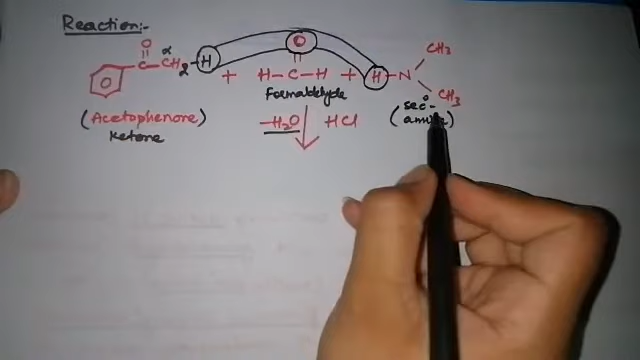 Reaction:-
O
|| α
C-CH2-H + H-C-H + H-N
O
||
CH3
CH3
Formaldehyde
(Acetophenone)
Ketone
-H2O HCl
(sec°-